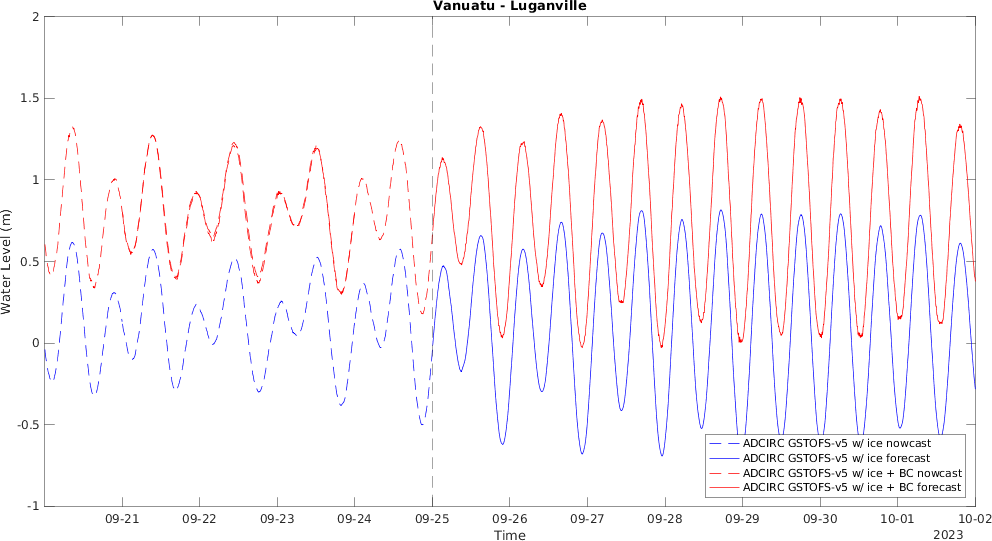 Vanuatu - Luganville
2
1.5
1
0.5
0
-0.5
-1
Water Level (m)
09-21 09-22 09-23 09-24 09-25 09-26 09-27 09-28 09-29 09-30 10-01 10-02
Time
2023
ADCIRC GSTOFS-v5 w/ ice nowcast
ADCIRC GSTOFS-v5 w/ ice forecast
ADCIRC GSTOFS-v5 w/ ice + BC nowcast
ADCIRC GSTOFS-v5 w/ ice + BC forecast